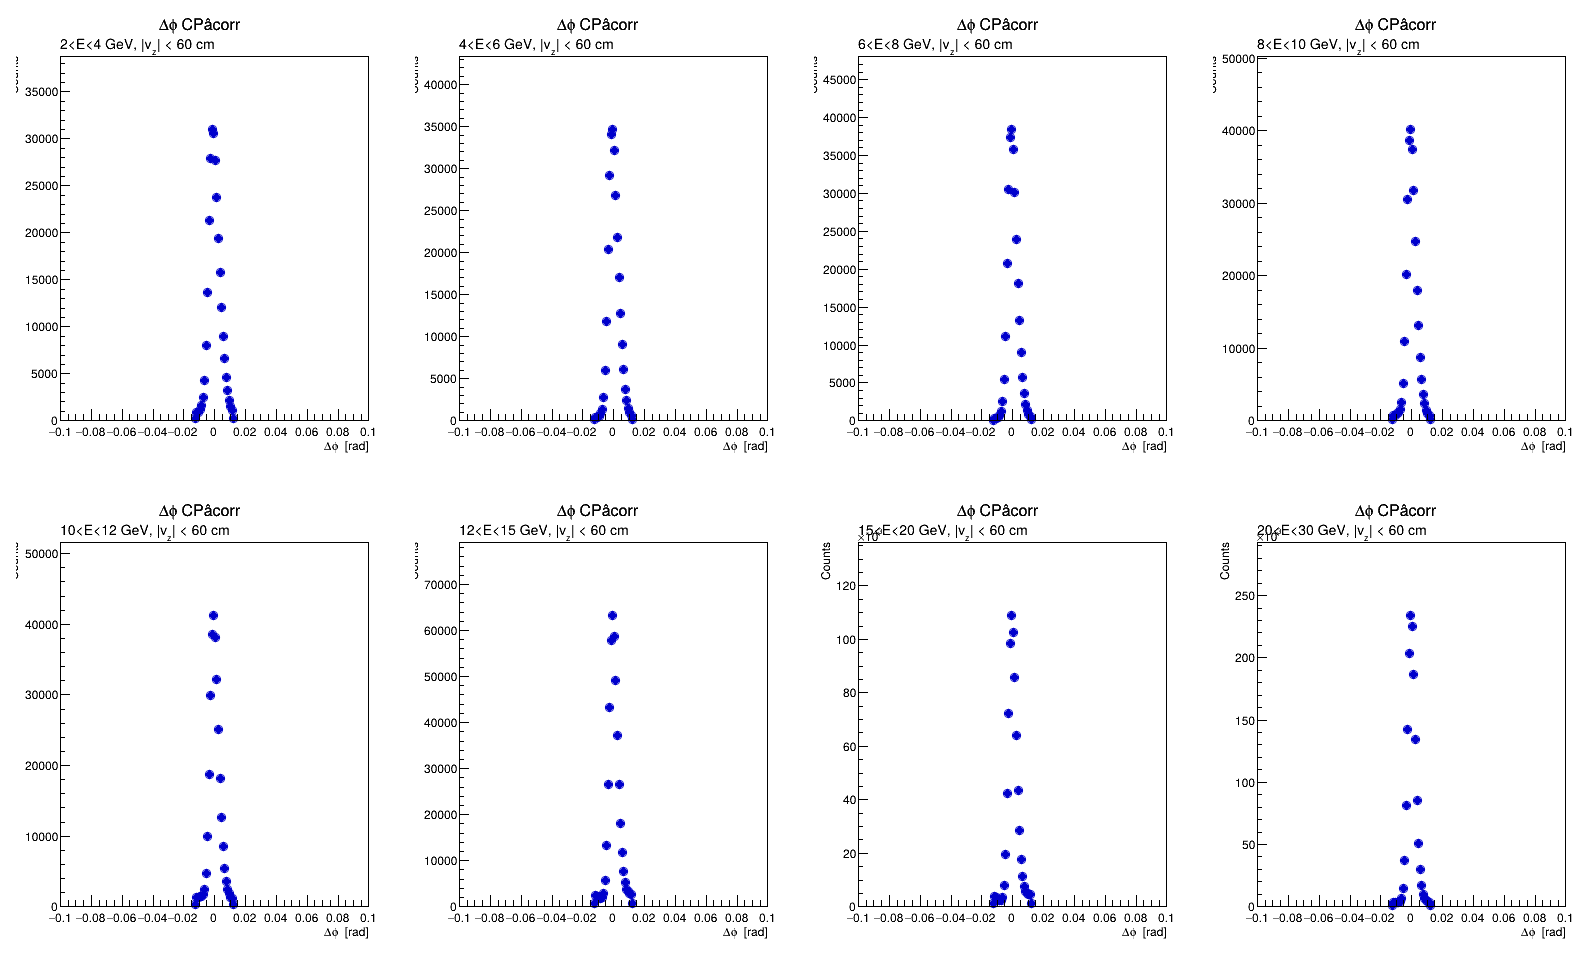 Δϕ CPâcorr
2<E<4 GeV, |v_z| < 60 cm
Counts
35000
30000
25000
20000
15000
10000
5000
0
−0.1 −0.08 −0.06 −0.04 −0.02 0 0.02 0.04 0.06 0.08 0.1
Δϕ [rad]
Δϕ CPâcorr
4<E<6 GeV, |v_z| < 60 cm
Counts
40000
35000
30000
25000
20000
15000
10000
5000
0
−0.1 −0.08 −0.06 −0.04 −0.02 0 0.02 0.04 0.06 0.08 0.1
Δϕ [rad]
Δϕ CPâcorr
6<E<8 GeV, |v_z| < 60 cm
Counts
45000
40000
35000
30000
25000
20000
15000
10000
5000
0
−0.1 −0.08 −0.06 −0.04 −0.02 0 0.02 0.04 0.06 0.08 0.1
Δϕ [rad]
Δϕ CPâcorr
8<E<10 GeV, |v_z| < 60 cm
Counts
50000
40000
30000
20000
10000
0
−0.1 −0.08 −0.06 −0.04 −0.02 0 0.02 0.04 0.06 0.08 0.1
Δϕ [rad]
Δϕ CPâcorr
10<E<12 GeV, |v_z| < 60 cm
Counts
50000
40000
30000
20000
10000
0
−0.1 −0.08 −0.06 −0.04 −0.02 0 0.02 0.04 0.06 0.08 0.1
Δϕ [rad]
Δϕ CPâcorr
12<E<15 GeV, |v_z| < 60 cm
Counts
70000
60000
50000
40000
30000
20000
10000
0
−0.1 −0.08 −0.06 −0.04 −0.02 0 0.02 0.04 0.06 0.08 0.1
Δϕ [rad]
Δϕ CPâcorr
15<E<20 GeV, |v_z| < 60 cm
Counts
120
100
80
60
40
20
0
−0.1 −0.08 −0.06 −0.04 −0.02 0 0.02 0.04 0.06 0.08 0.1
Δϕ [rad]
Δϕ CPâcorr
20<E<30 GeV, |v_z| < 60 cm
Counts
250
200
150
100
50
0
−0.1 −0.08 −0.06 −0.04 −0.02 0 0.02 0.04 0.06 0.08 0.1
Δϕ [rad]